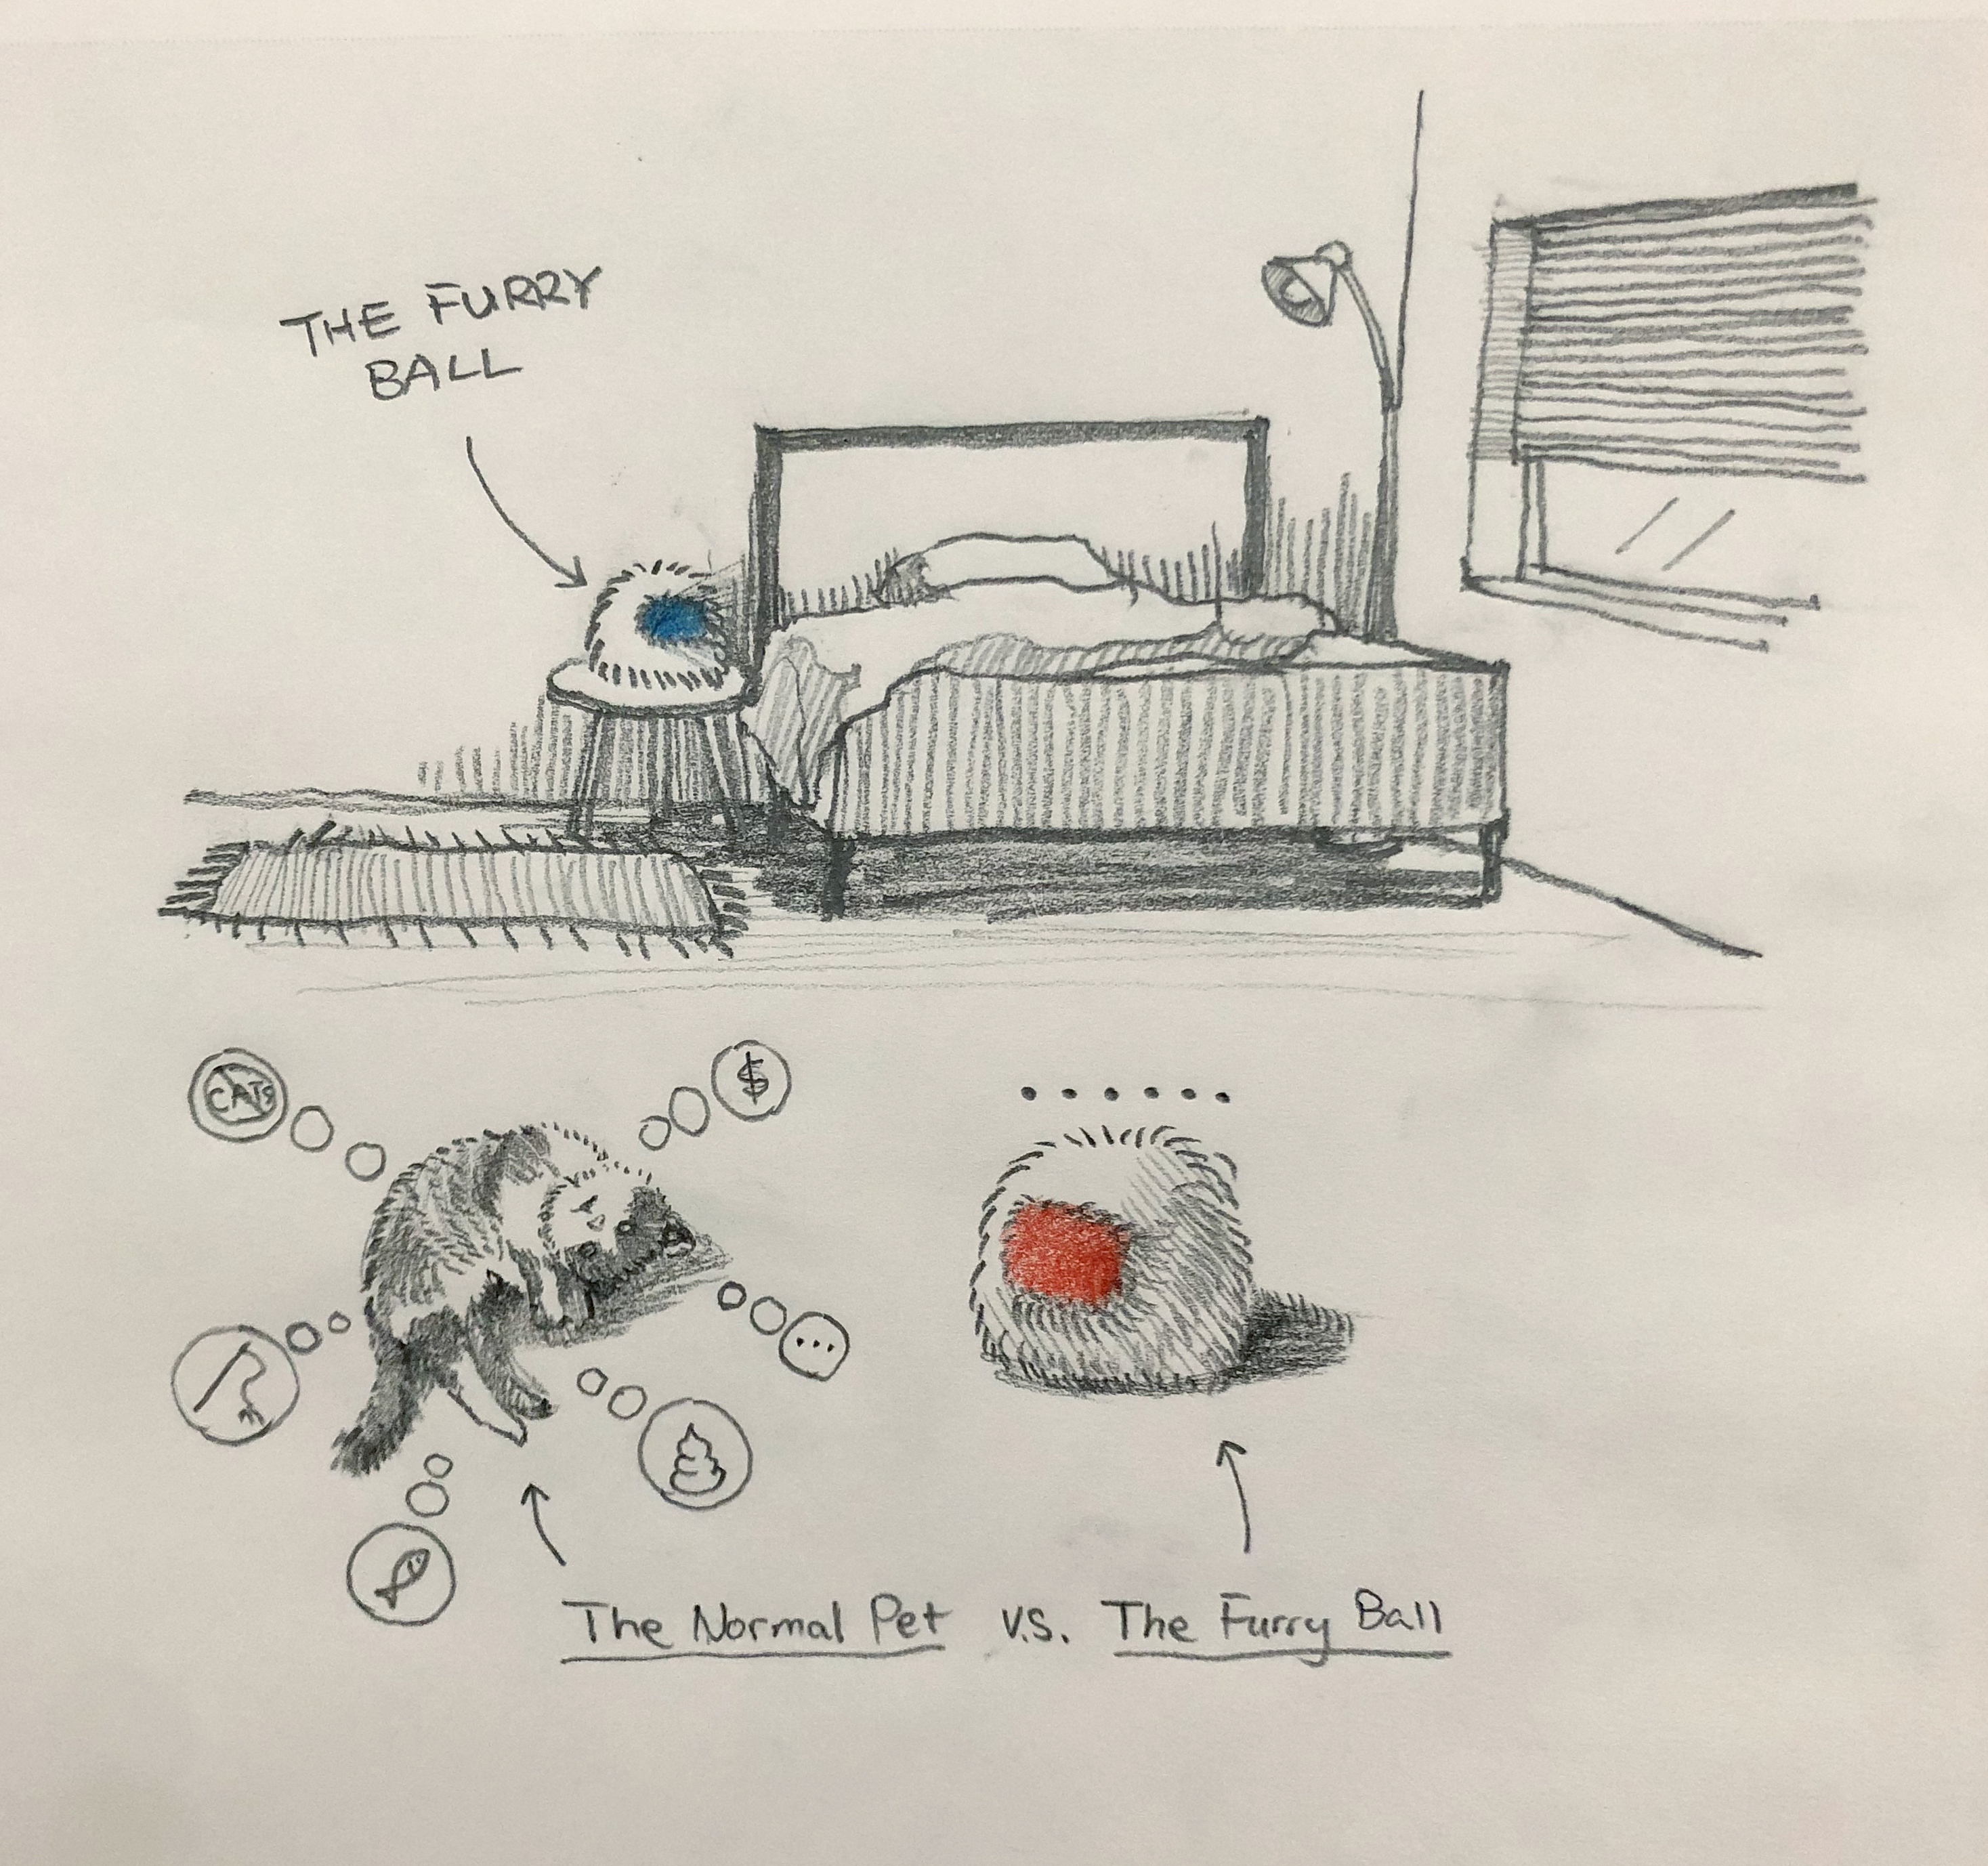 THE FURRY
BALL
CATS
$
...
......
The Normal Pet v.s. The Furry Ball